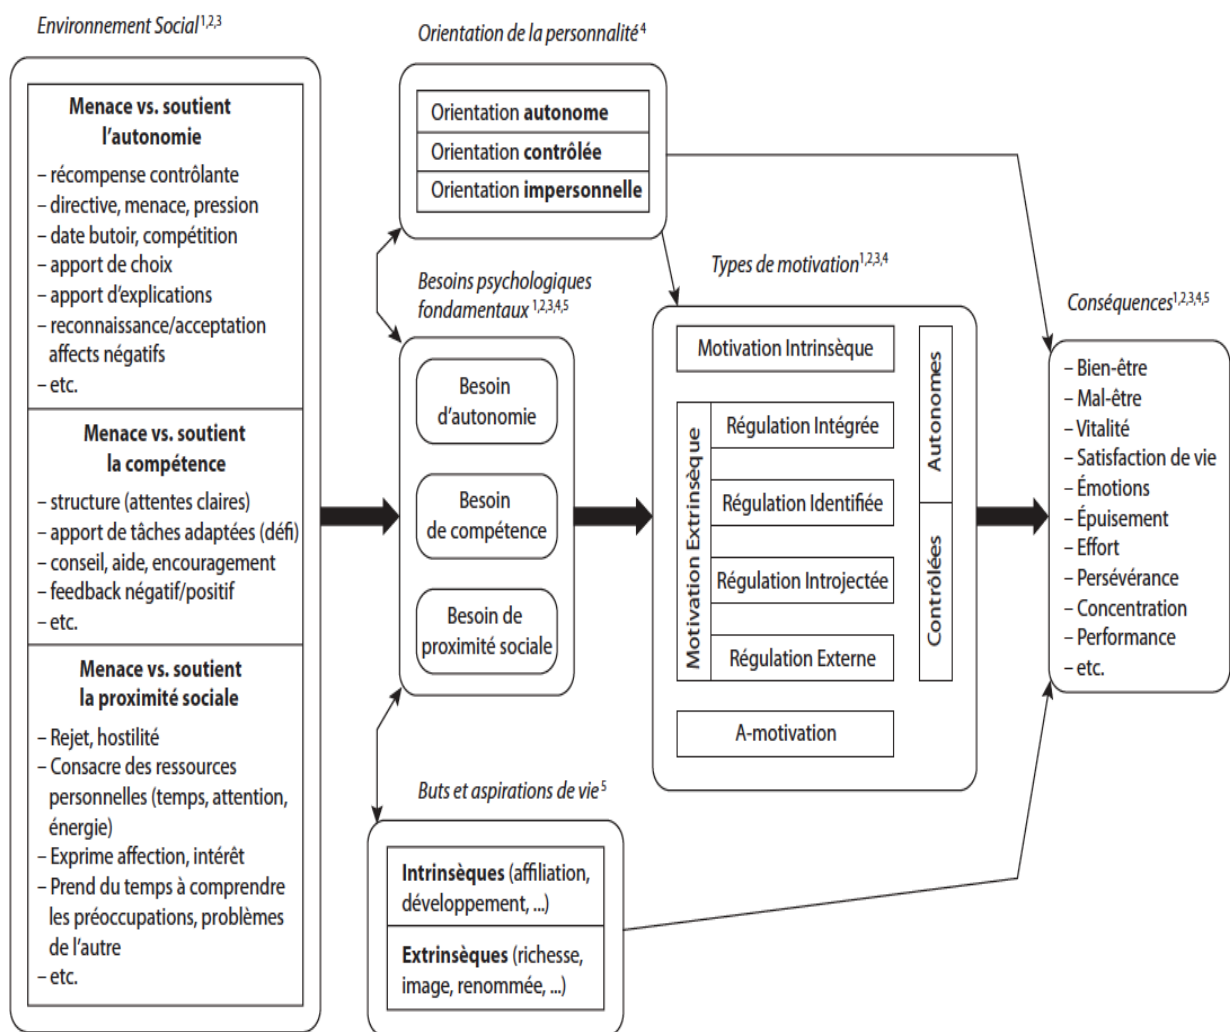 Environnement Social1,2,3
Menace vs. soutient
l'autonomie
– récompense contrôlante
– directive, menace, pression
– date butoir, compétition
– apport de choix
– apport d'explications
– reconnaissance/acceptation
affects négatifs
– etc.
Menace vs. soutient
la compétence
– structure (attentes claires)
– apport de tâches adaptées (défi)
– conseil, aide, encouragement
– feedback négatif/positif
– etc.
Menace vs. soutient
la proximité sociale
– Rejet, hostilité
– Consacre des ressources
personnelles (temps, attention,
énergie)
– Exprime affection, intérêt
– Prend du temps à comprendre
les préoccupations, problèmes
de l'autre
– etc.
Orientation de la personnalité4
Orientation autonome
Orientation contrôlée
Orientation impersonnelle
Besoins psychologiques
fondamentaux 1,2,3,4,5
Besoin
d'autonomie
Besoin
de compétence
Besoin de
proximité sociale
Buts et aspirations de vie5
Intrinsèques (affiliation,
développement, ...)
Extrinsèques (richesse,
image, renommée, ...)
Types de motivation1,2,3,4
Motivation Intrinsèque
Motivation Extrinsèque
Régulation Intégrée
Régulation Identifiée
Régulation Introjectée
Régulation Externe
A-motivation
Autonomes
Contrôlées
Conséquences1,2,3,4,5
– Bien-être
– Mal-être
– Vitalité
– Satisfaction de vie
– Émotions
– Épuisement
– Effort
– Persévérance
– Concentration
– Performance
– etc.